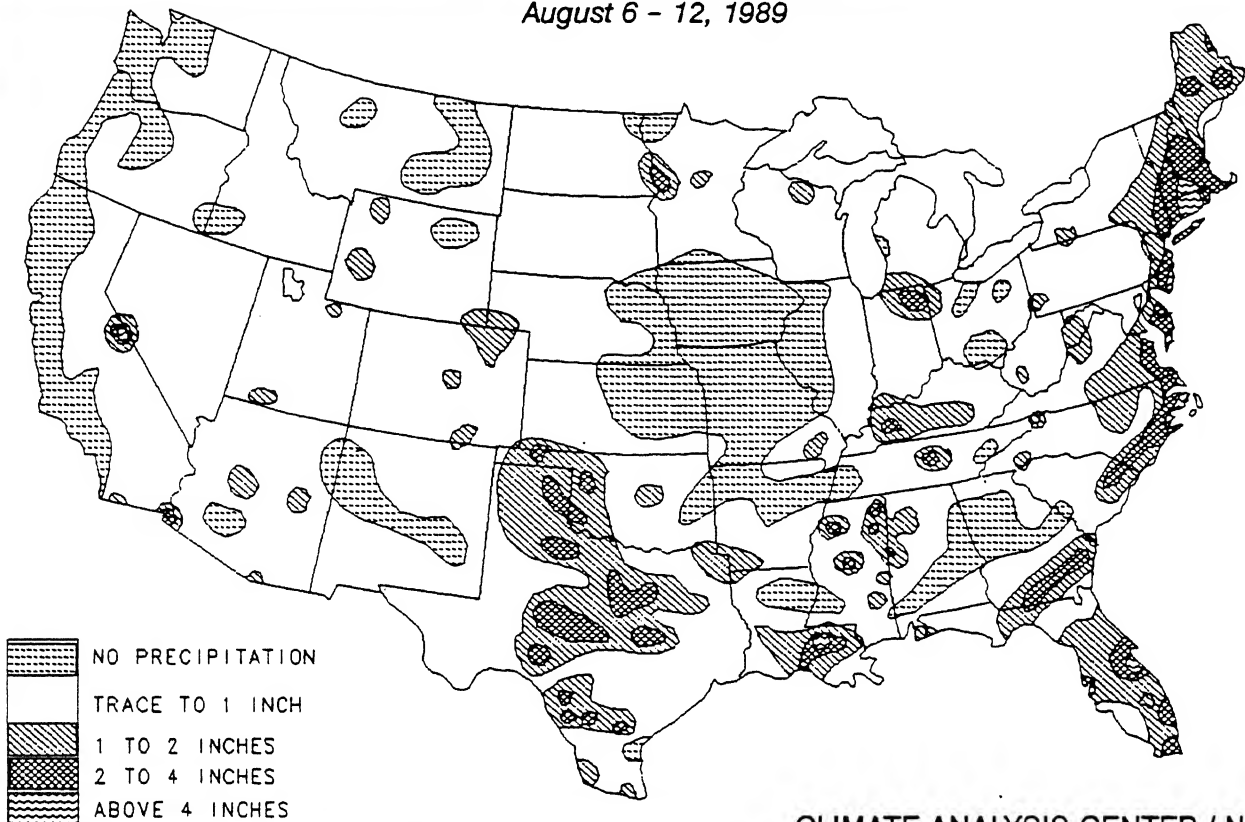 August 6 - 12, 1989
NO PRECIPITATION
TRACE TO 1 INCH
1 TO 2 INCHES
2 TO 4 INCHES
ABOVE 4 INCHES
CLIMATE ANALYSIS CENTER / N